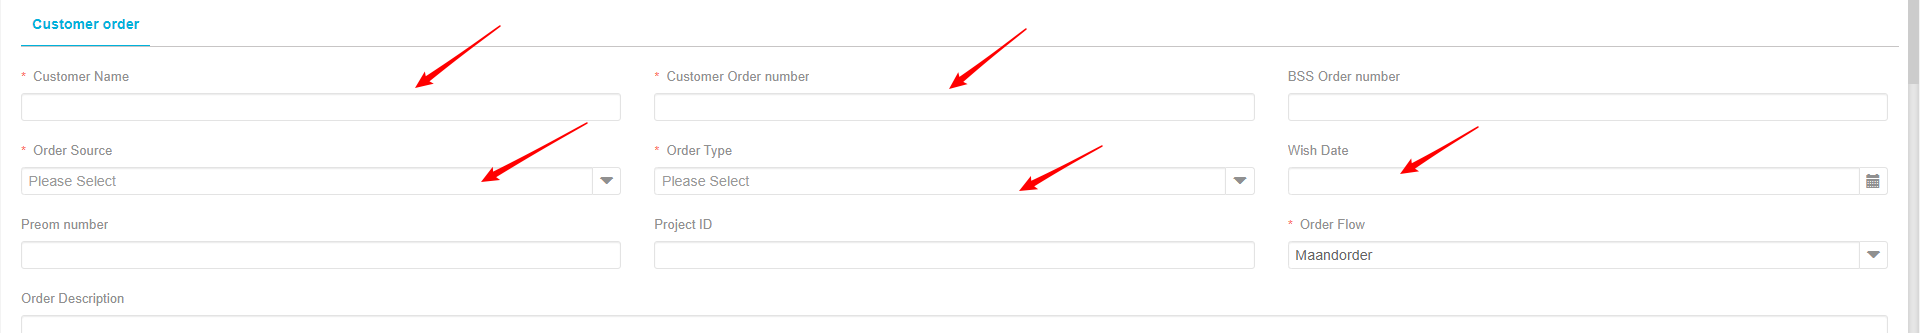 Customer order
* Customer Name * Customer Order number BSS Order number
* Order Source * Order Type Wish Date
Please Select Please Select
Preom number Project ID * Order Flow
Maandorder
Order Description